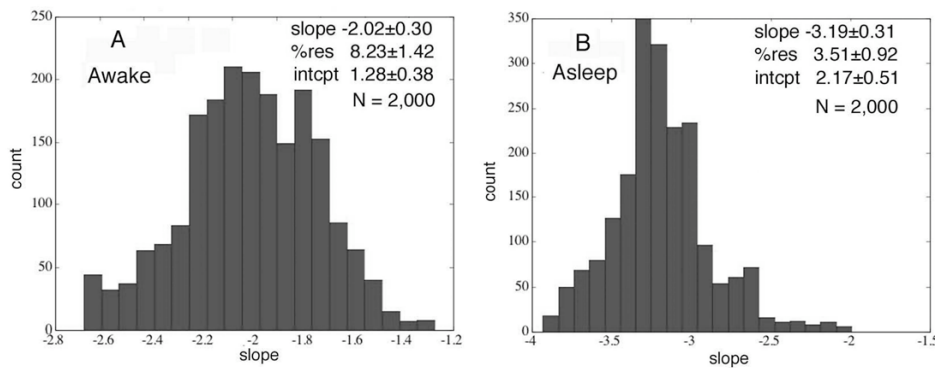 A
Awake
slope -2.02±0.30
%res 8.23±1.42
intcpt 1.28±0.38
N = 2,000
250
200
150
100
50
0
count
-2.8
-2.6
-2.4
-2.2
-2
-1.8
-1.6
-1.4
-1.2
slope
B
Asleep
slope -3.19±0.31
%res 3.51±0.92
intcpt 2.17±0.51
N = 2,000
350
300
250
200
150
100
50
0
count
-4
-3.5
-3
-2.5
-2
-1.5
slope